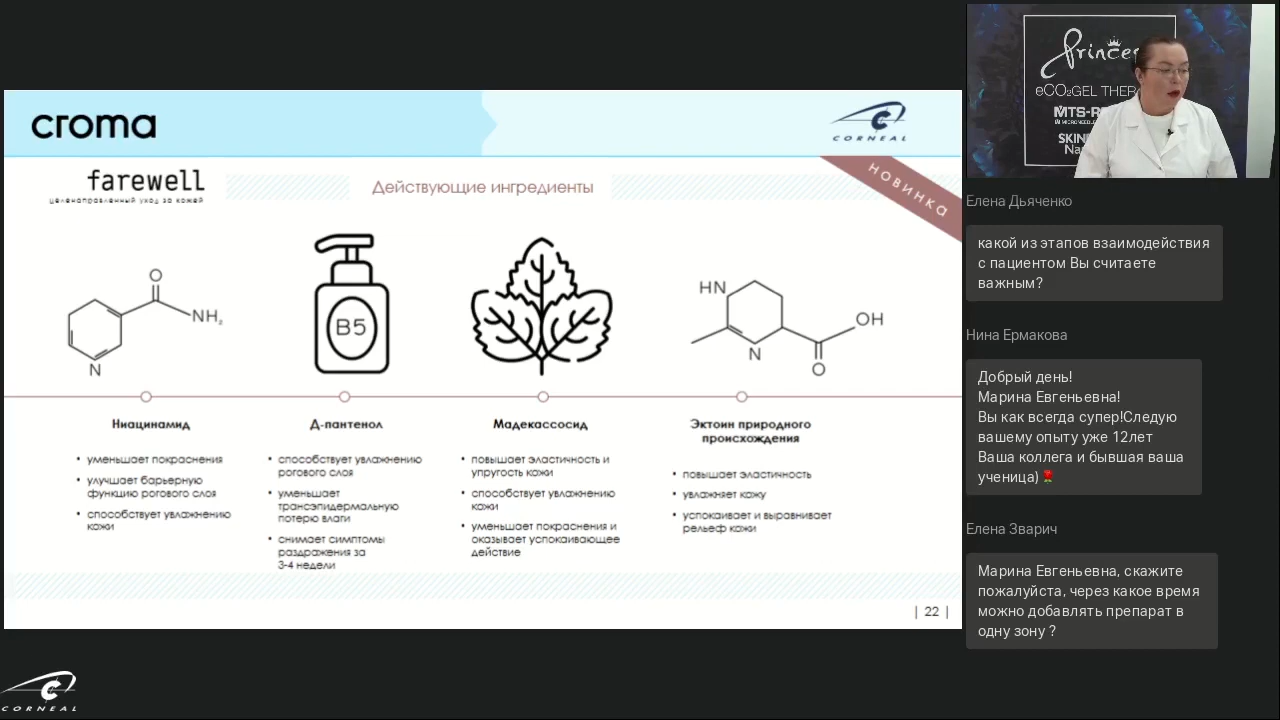 croma
CORNEAL
farewell
целенаправленный уход за кожей
Действующие ингредиенты
НОВИНКА
O
NH₂
N
B5
HN
N
OH
O
Ниацинамид
• уменьшает покраснения
• улучшает барьерную
функцию рогового слоя
• способствует увлажнению
кожи
Д-пантенол
• способствует увлажнению
рогового слоя
• уменьшает
трансэпидермальную
потерю влаги
• снимает симптомы
раздражения за
3-4 недели
Мадекассосид
• повышает эластичность и
упругость кожи
• способствует увлажнению
кожи
• уменьшает покраснения и
оказывает успокаивающее
действие
Эктоин природного
происхождения
• повышает эластичность
• увлажняет кожу
• успокаивает и выравнивает
рельеф кожи
| 22 |
CORNEAL
Princes
eCO₂GEL THER
MTS-R
SKIN
Na
Елена Дьяченко
какой из этапов взаимодействия
с пациентом Вы считаете
важным?
Нина Ермакова
Добрый день!
Марина Евгеньевна!
Вы как всегда супер!Следую
вашему опыту уже 12лет
Ваша коллега и бывшая ваша
ученица)🌹
Елена Зварич
Марина Евгеньевна, скажите
пожалуйста, через какое время
можно добавлять препарат в
одну зону ?